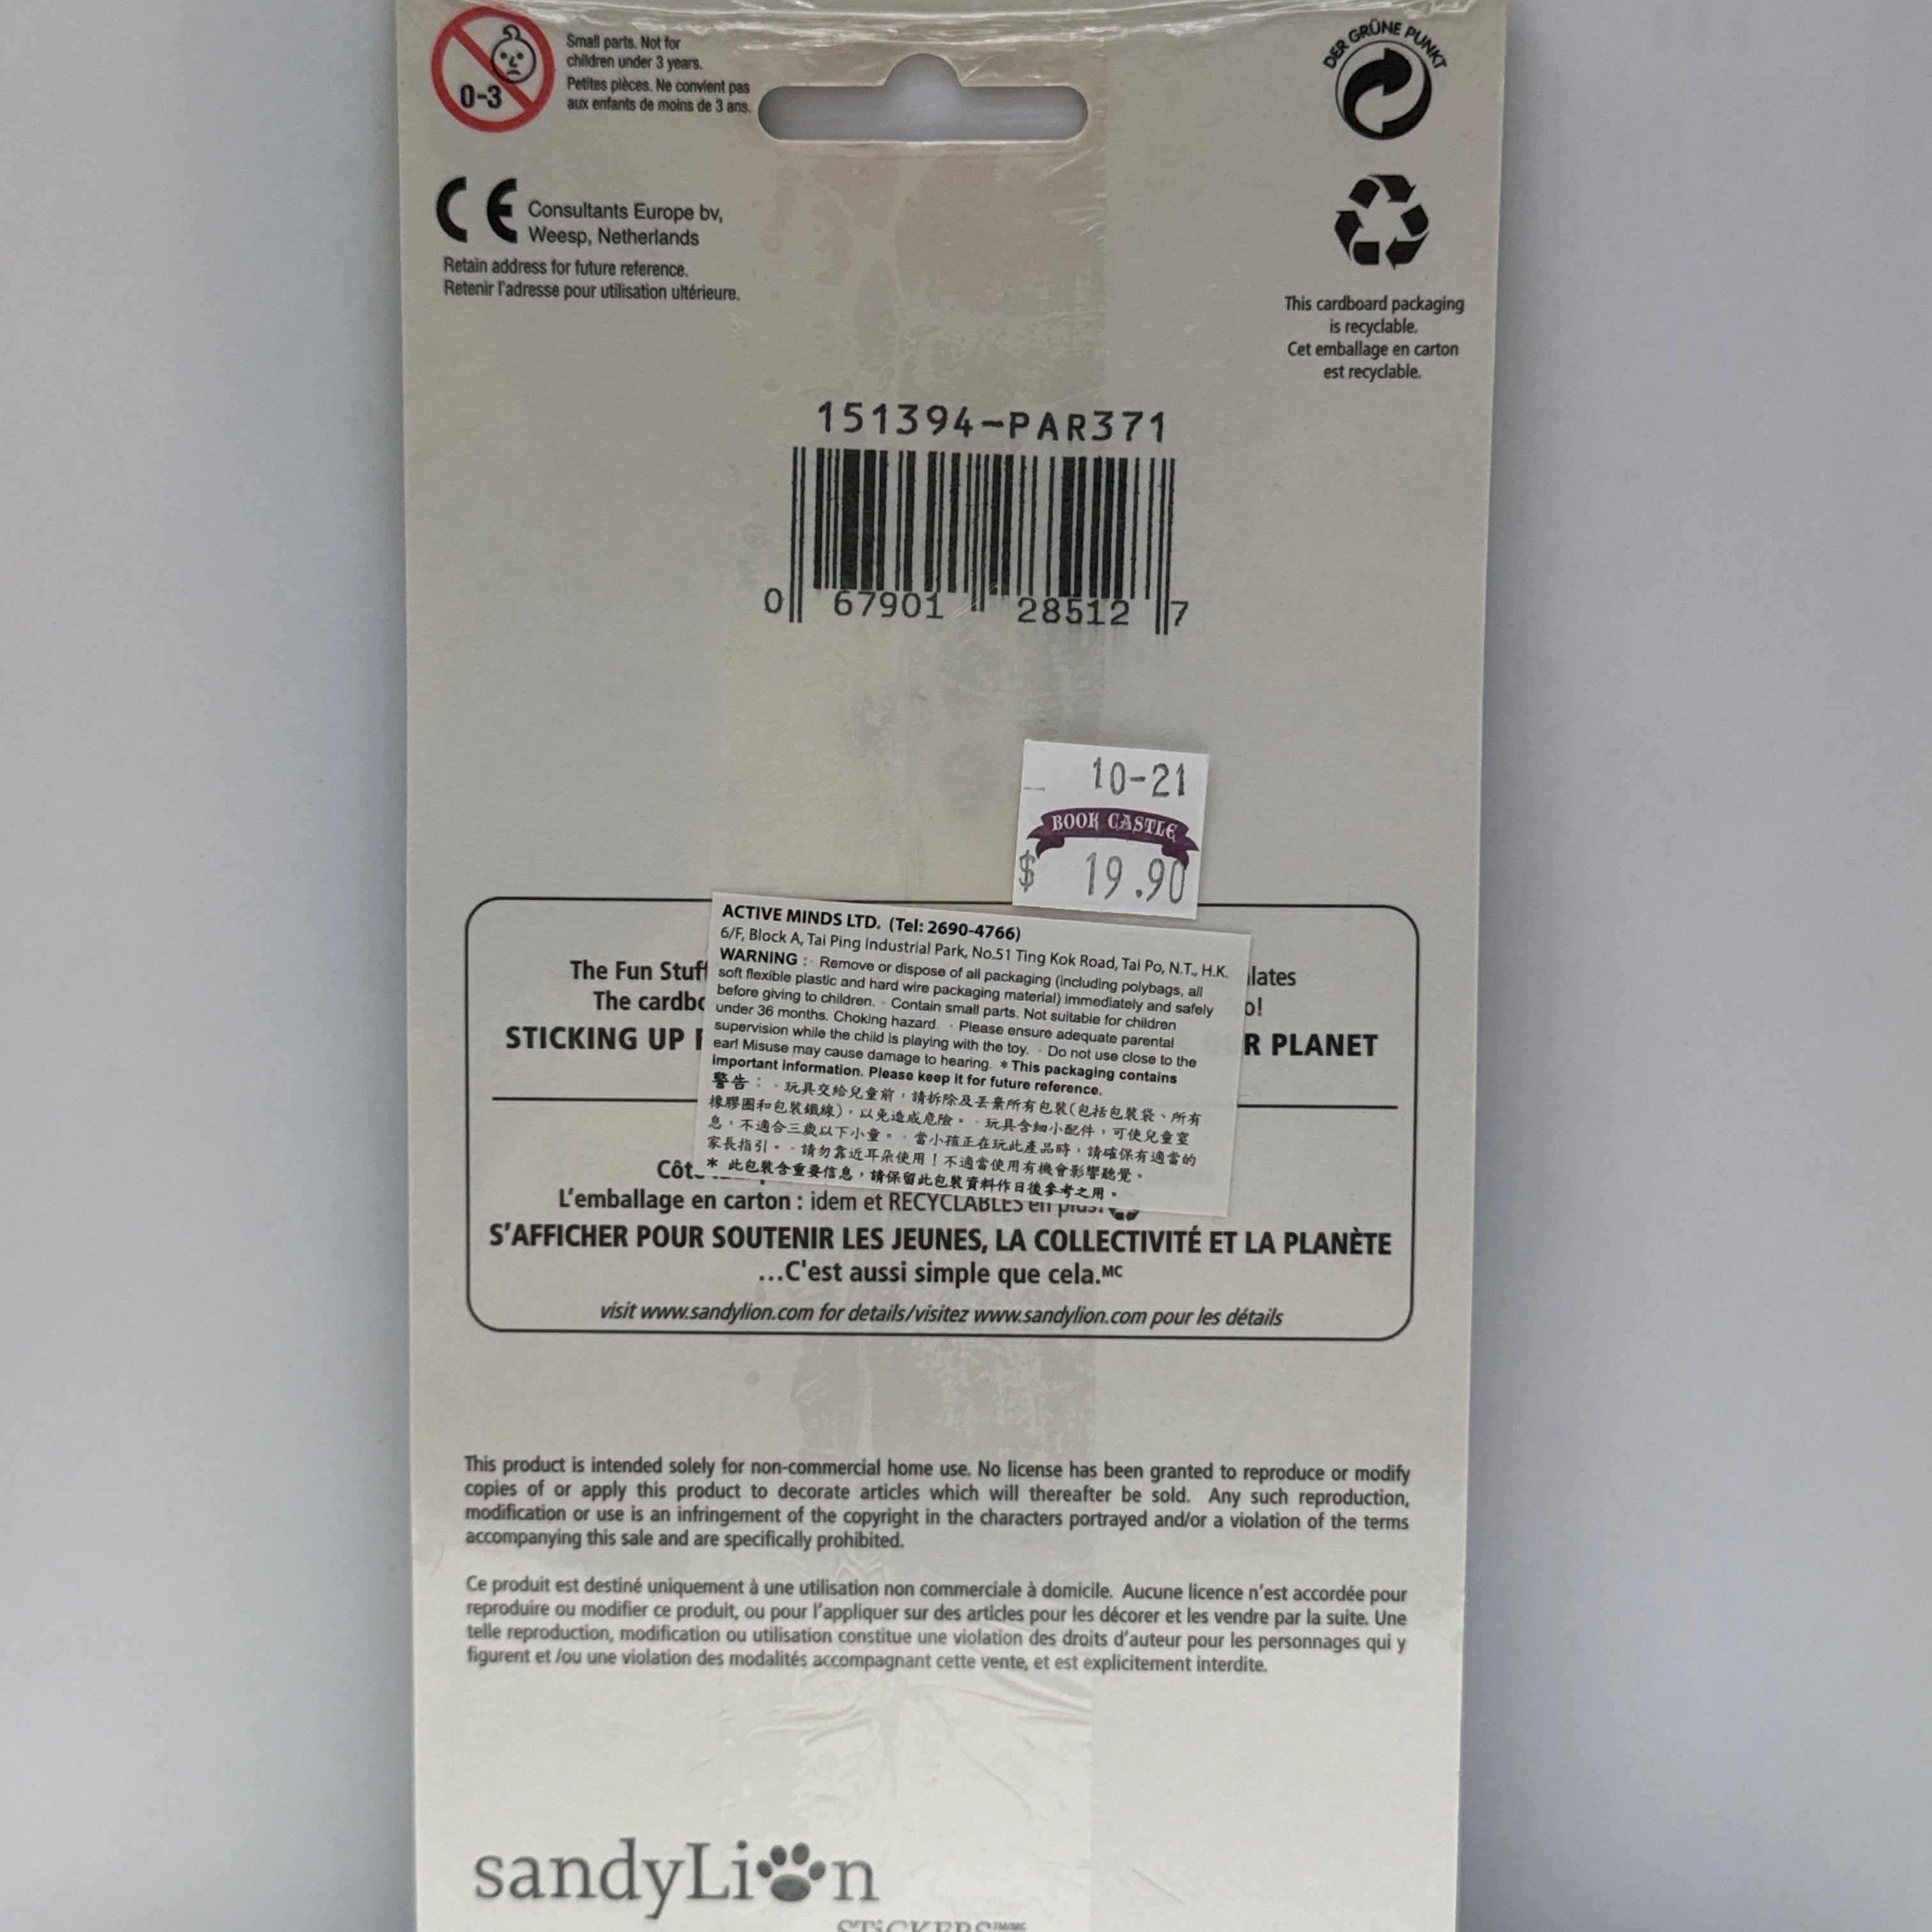 0-3
Small parts. Not for
children under 3 years.
Petites pièces. Ne convient pas
aux enfants de moins de 3 ans.
DER GRÜNE PUNKT
CE
Consultants Europe bv,
Weesp, Netherlands
Retain address for future reference.
Retenir l'adresse pour utilisation ultérieure.
This cardboard packaging
is recyclable.
Cet emballage en carton
est recyclable.
151394-PAR371
0 67901 28512 7
10-21
BOOK CASTLE
$ 19.90
ACTIVE MINDS LTD. (Tel: 2690-4766)
6/F, Block A, Tai Ping Industrial Park, No.51 Ting Kok Road, Tai Po, N.T., H.K.
WARNING : · Remove or dispose of all packaging (including polybags, all
soft flexible plastic and hard wire packaging material) immediately and safely
before giving to children. · Contain small parts. Not suitable for children
under 36 months. Choking hazard. · Please ensure adequate parental
supervision while the child is playing with the toy. · Do not use close to the
ear! Misuse may cause damage to hearing. * This packaging contains
important information. Please keep it for future reference.
警告：·玩具交給兒童前，請拆除及丟棄所有包裝(包括包裝袋、所有
橡膠圈和包裝鐵線)，以免造成危險。·玩具含細小配件，可使兒童窒
息，不適合三歲以下小童。·當小孩正在玩此產品時，請確保有適當的
家長指引。·請勿靠近耳朵使用！不適當使用有機會影響聽覺。
* 此包裝含重要信息，請保留此包裝資料作日後參考之用。
The Fun Stuff
The cardbo
STICKING UP
R PLANET
Côt
L'emballage en carton : idem et RECYCLABLES en plus!
S'AFFICHER POUR SOUTENIR LES JEUNES, LA COLLECTIVITÉ ET LA PLANÈTE
...C'est aussi simple que cela.MC
visit www.sandylion.com for details/visitez www.sandylion.com pour les détails
This product is intended solely for non-commercial home use. No license has been granted to reproduce or modify
copies of or apply this product to decorate articles which will thereafter be sold. Any such reproduction,
modification or use is an infringement of the copyright in the characters portrayed and/or a violation of the terms
accompanying this sale and are specifically prohibited.
Ce produit est destiné uniquement à une utilisation non commerciale à domicile. Aucune licence n'est accordée pour
reproduire ou modifier ce produit, ou pour l'appliquer sur des articles pour les décorer et les vendre par la suite. Une
telle reproduction, modification ou utilisation constitue une violation des droits d'auteur pour les personnages qui y
figurent et /ou une violation des modalités accompagnant cette vente, et est explicitement interdite.
sandyLion
STiCKERS™/MC